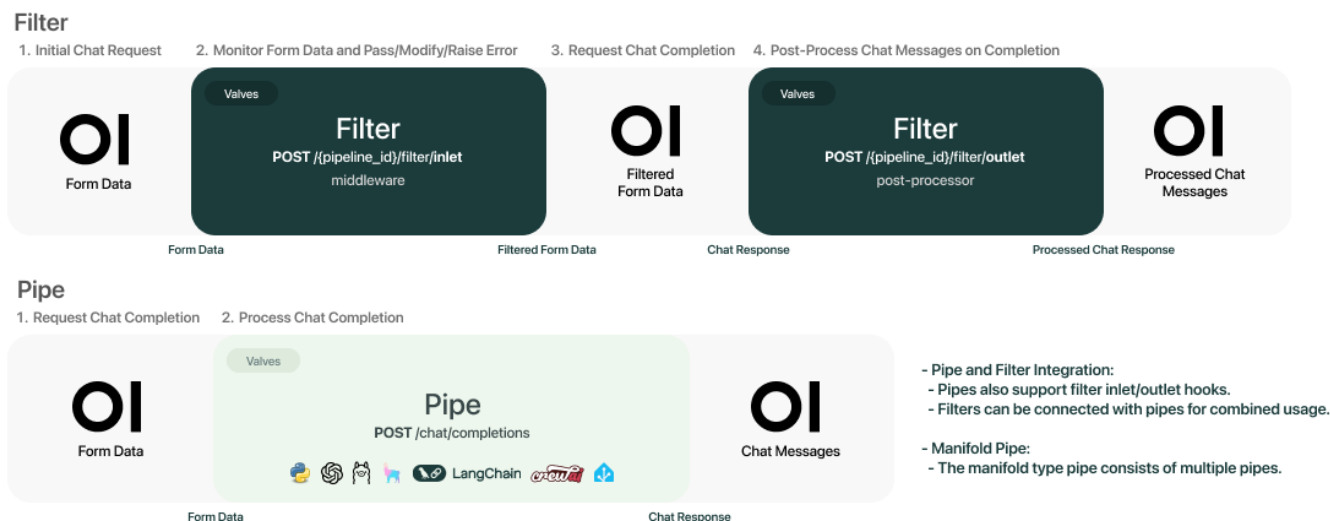 Filter
1. Initial Chat Request 2. Monitor Form Data and Pass/Modify/Raise Error 3. Request Chat Completion 4. Post-Process Chat Messages on Completion
OI
Form Data
Valves
Filter
POST /{pipeline_id}/filter/inlet
middleware
OI
Filtered
Form Data
Valves
Filter
POST /{pipeline_id}/filter/outlet
post-processor
OI
Processed Chat
Messages
Form Data Filtered Form Data Chat Response Processed Chat Response
Pipe
1. Request Chat Completion 2. Process Chat Completion
OI
Form Data
Valves
Pipe
POST /chat/completions
LangChain crewai
OI
Chat Messages
Form Data Chat Response
- Pipe and Filter Integration:
- Pipes also support filter inlet/outlet hooks.
- Filters can be connected with pipes for combined usage.
- Manifold Pipe:
- The manifold type pipe consists of multiple pipes.